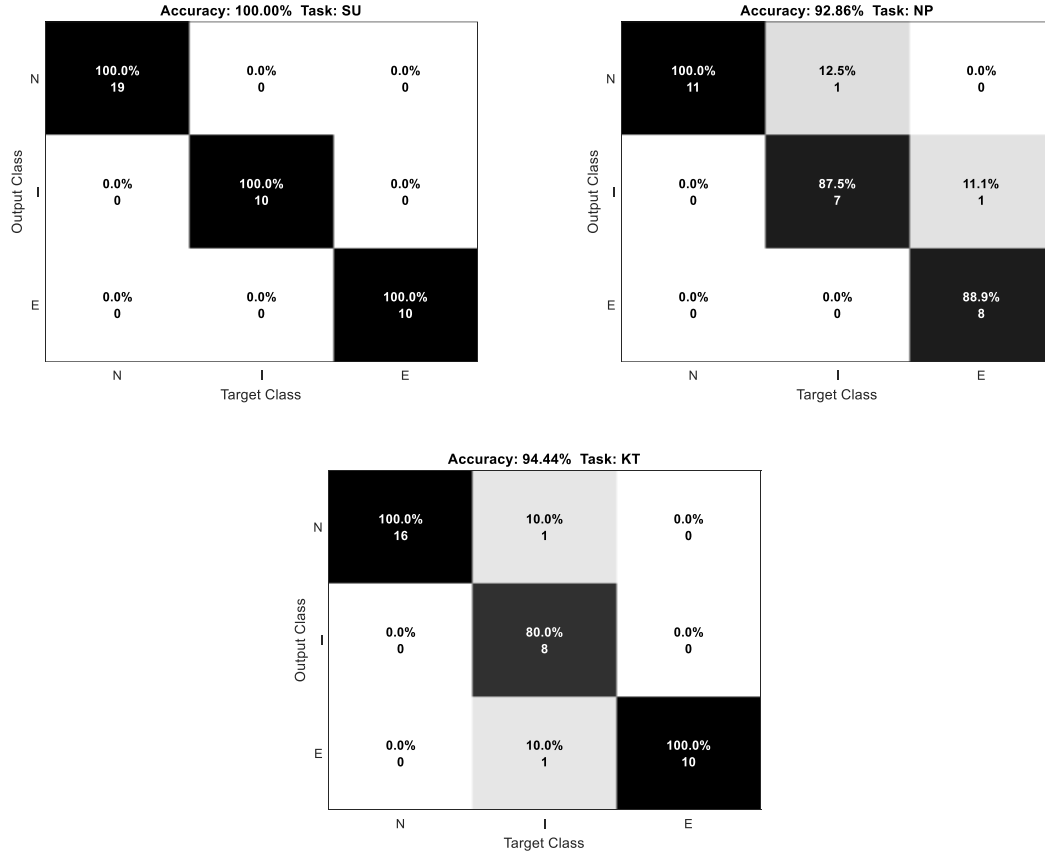 Accuracy: 100.00% Task: SU
N
100.0%
0.0%
0.0%
19
0
0
Output Class
I
0.0%
100.0%
0.0%
0
10
0
E
0.0%
0.0%
100.0%
0
0
10
N
I
E
Target Class
Accuracy: 92.86% Task: NP
N
100.0%
12.5%
0.0%
11
1
0
Output Class
I
0.0%
87.5%
11.1%
0
7
1
E
0.0%
0.0%
88.9%
0
0
8
N
I
E
Target Class
Accuracy: 94.44% Task: KT
N
100.0%
10.0%
0.0%
16
1
0
Output Class
I
0.0%
80.0%
0.0%
0
8
0
E
0.0%
10.0%
100.0%
0
1
10
N
I
E
Target Class